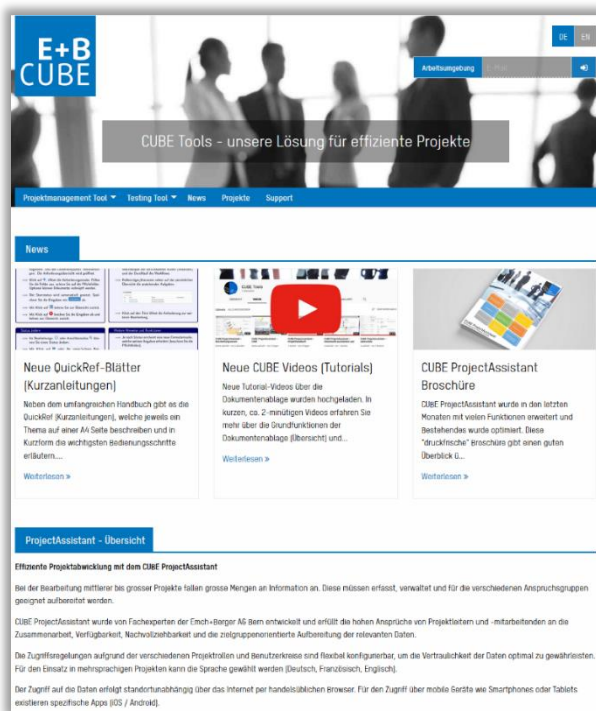 E+B
CUBE
DE EN
Arbeitsumgebung E-Mail
CUBE Tools - unsere Lösung für effiziente Projekte
Projektmanagement Tool Testing Tool News Projekte Support
News
Neue QuickRef-Blätter
(Kurzanleitungen)
Neben dem umfangreichen Handbuch gibt es die
QuickRef (Kurzanleitungen), welche jeweils ein
Thema auf einer A4 Seite beschreiben und in
Kurzform die wichtigsten Bedienungsschritte
erläutern....
Weiterlesen »
CUBE Tools
Neue CUBE Videos (Tutorials)
Neue Tutorial-Videos über die
Dokumentenablage wurden hochgeladen. In
kurzen, ca. 2-minütigen Videos erfahren Sie
mehr über die Grundfunktionen der
Dokumentenablage (Übersicht) und...
Weiterlesen »
CUBE ProjectAssistant
Broschüre
CUBE ProjectAssistant wurde in den letzten
Monaten mit vielen Funktionen erweitert und
Bestehendes wurde optimiert. Diese
"druckfrische" Broschüre gibt einen guten
Überblick ü...
Weiterlesen »
ProjectAssistant - Übersicht
Effiziente Projektabwicklung mit dem CUBE ProjectAssistant
Bei der Bearbeitung mittlerer bis grosser Projekte fallen grosse Mengen an Information an. Diese müssen erfasst, verwaltet und für die verschiedenen Anspruchsgruppen
geeignet aufbereitet werden.
CUBE ProjectAssistant wurde von Fachexperten der Emch+Berger AG Bern entwickelt und erfüllt die hohen Ansprüche von Projektleitern und -mitarbeitenden an die
Zusammenarbeit, Verfügbarkeit, Nachvollziehbarkeit und die zielgruppenorientierte Aufbereitung der relevanten Daten.
Die Zugriffsregelungen aufgrund der verschiedenen Projektrollen und Benutzerkreise sind flexibel konfigurierbar, um die Vertraulichkeit der Daten optimal zu gewährleisten.
Für den Einsatz in mehrsprachigen Projekten kann die Sprache gewählt werden (Deutsch, Französisch, Englisch).
Der Zugriff auf die Daten erfolgt standortunabhängig über das Internet per handelsüblichen Browser. Für den Zugriff über mobile Geräte wie Smartphones oder Tablets
existieren spezifische Apps (iOS / Android).